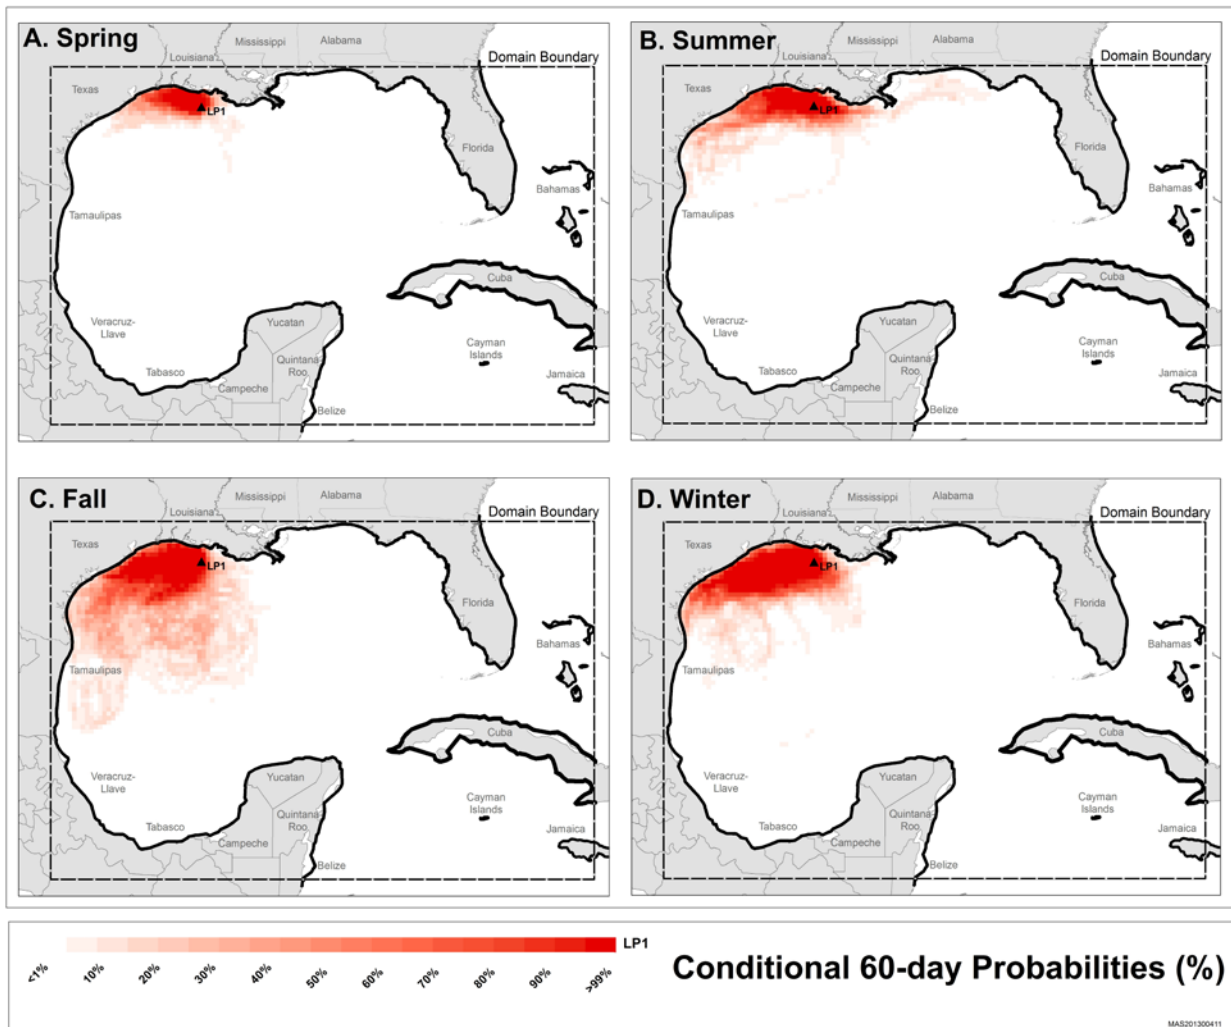 A. Spring
Mississippi
Alabama
Louisiana
Domain Boundary
Texas
LP1
Florida
Bahamas
Tamaulipas
Cuba
Veracruz-
Llave
Yucatan
Cayman
Islands
Quintana
Roo
Tabasco
Campeche
Jamaica
Belize
B. Summer
Mississippi
Alabama
Louisiana
Domain Boundary
Texas
LP1
Florida
Bahamas
Tamaulipas
Cuba
Veracruz-
Llave
Yucatan
Cayman
Islands
Quintana
Roo
Tabasco
Campeche
Jamaica
Belize
C. Fall
Mississippi
Alabama
Louisiana
Domain Boundary
Texas
LP1
Florida
Bahamas
Tamaulipas
Cuba
Veracruz-
Llave
Yucatan
Cayman
Islands
Quintana
Roo
Tabasco
Campeche
Jamaica
Belize
D. Winter
Mississippi
Alabama
Louisiana
Domain Boundary
Texas
LP1
Florida
Bahamas
Tamaulipas
Cuba
Veracruz-
Llave
Yucatan
Cayman
Islands
Quintana
Roo
Tabasco
Campeche
Jamaica
Belize
LP1
<1% 10% 20% 30% 40% 50% 60% 70% 80% 90% >99%
Conditional 60-day Probabilities (%)
MAS201300411